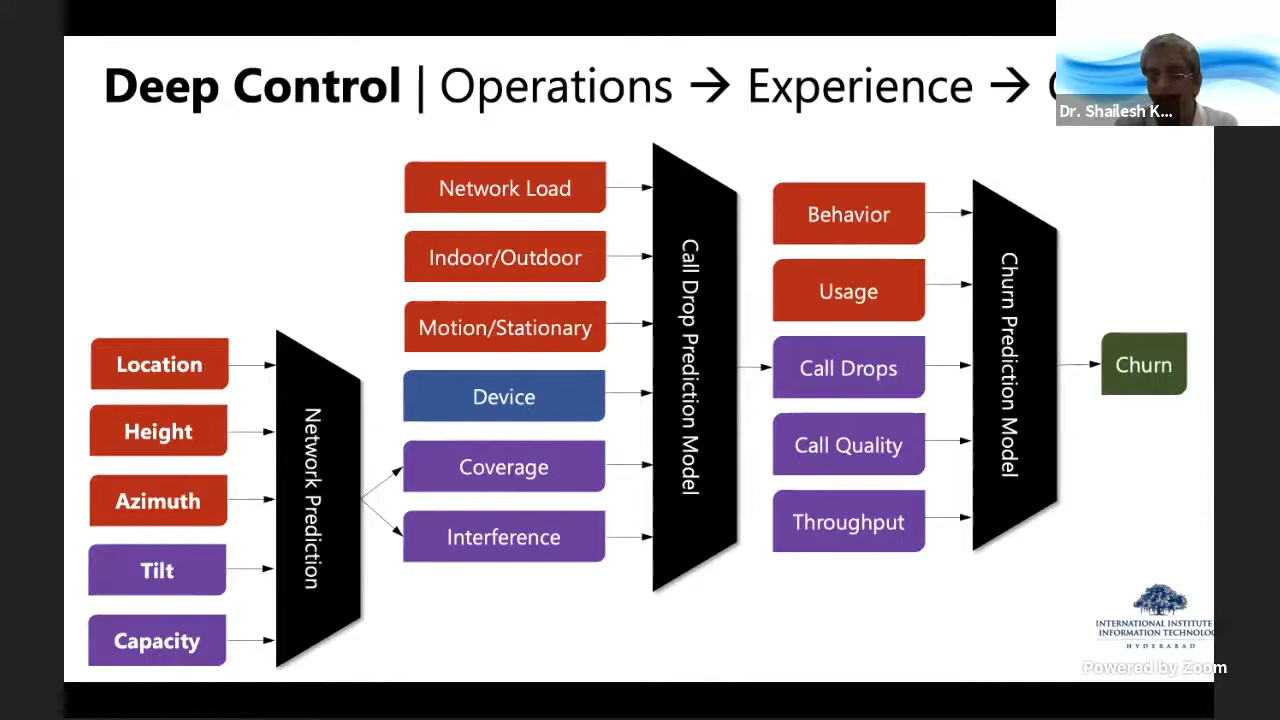 Deep Control | Operations → Experience →
Dr. Shailesh K...
Network Load
Indoor/Outdoor
Motion/Stationary
Device
Coverage
Interference
Location
Height
Azimuth
Tilt
Capacity
Network Prediction
Call Drop Prediction Model
Behavior
Usage
Call Drops
Call Quality
Throughput
Churn Prediction Model
Churn
INTERNATIONAL INSTITUTE
INFORMATION TECHNOLO
HYDERABAD
Powered by Zoom